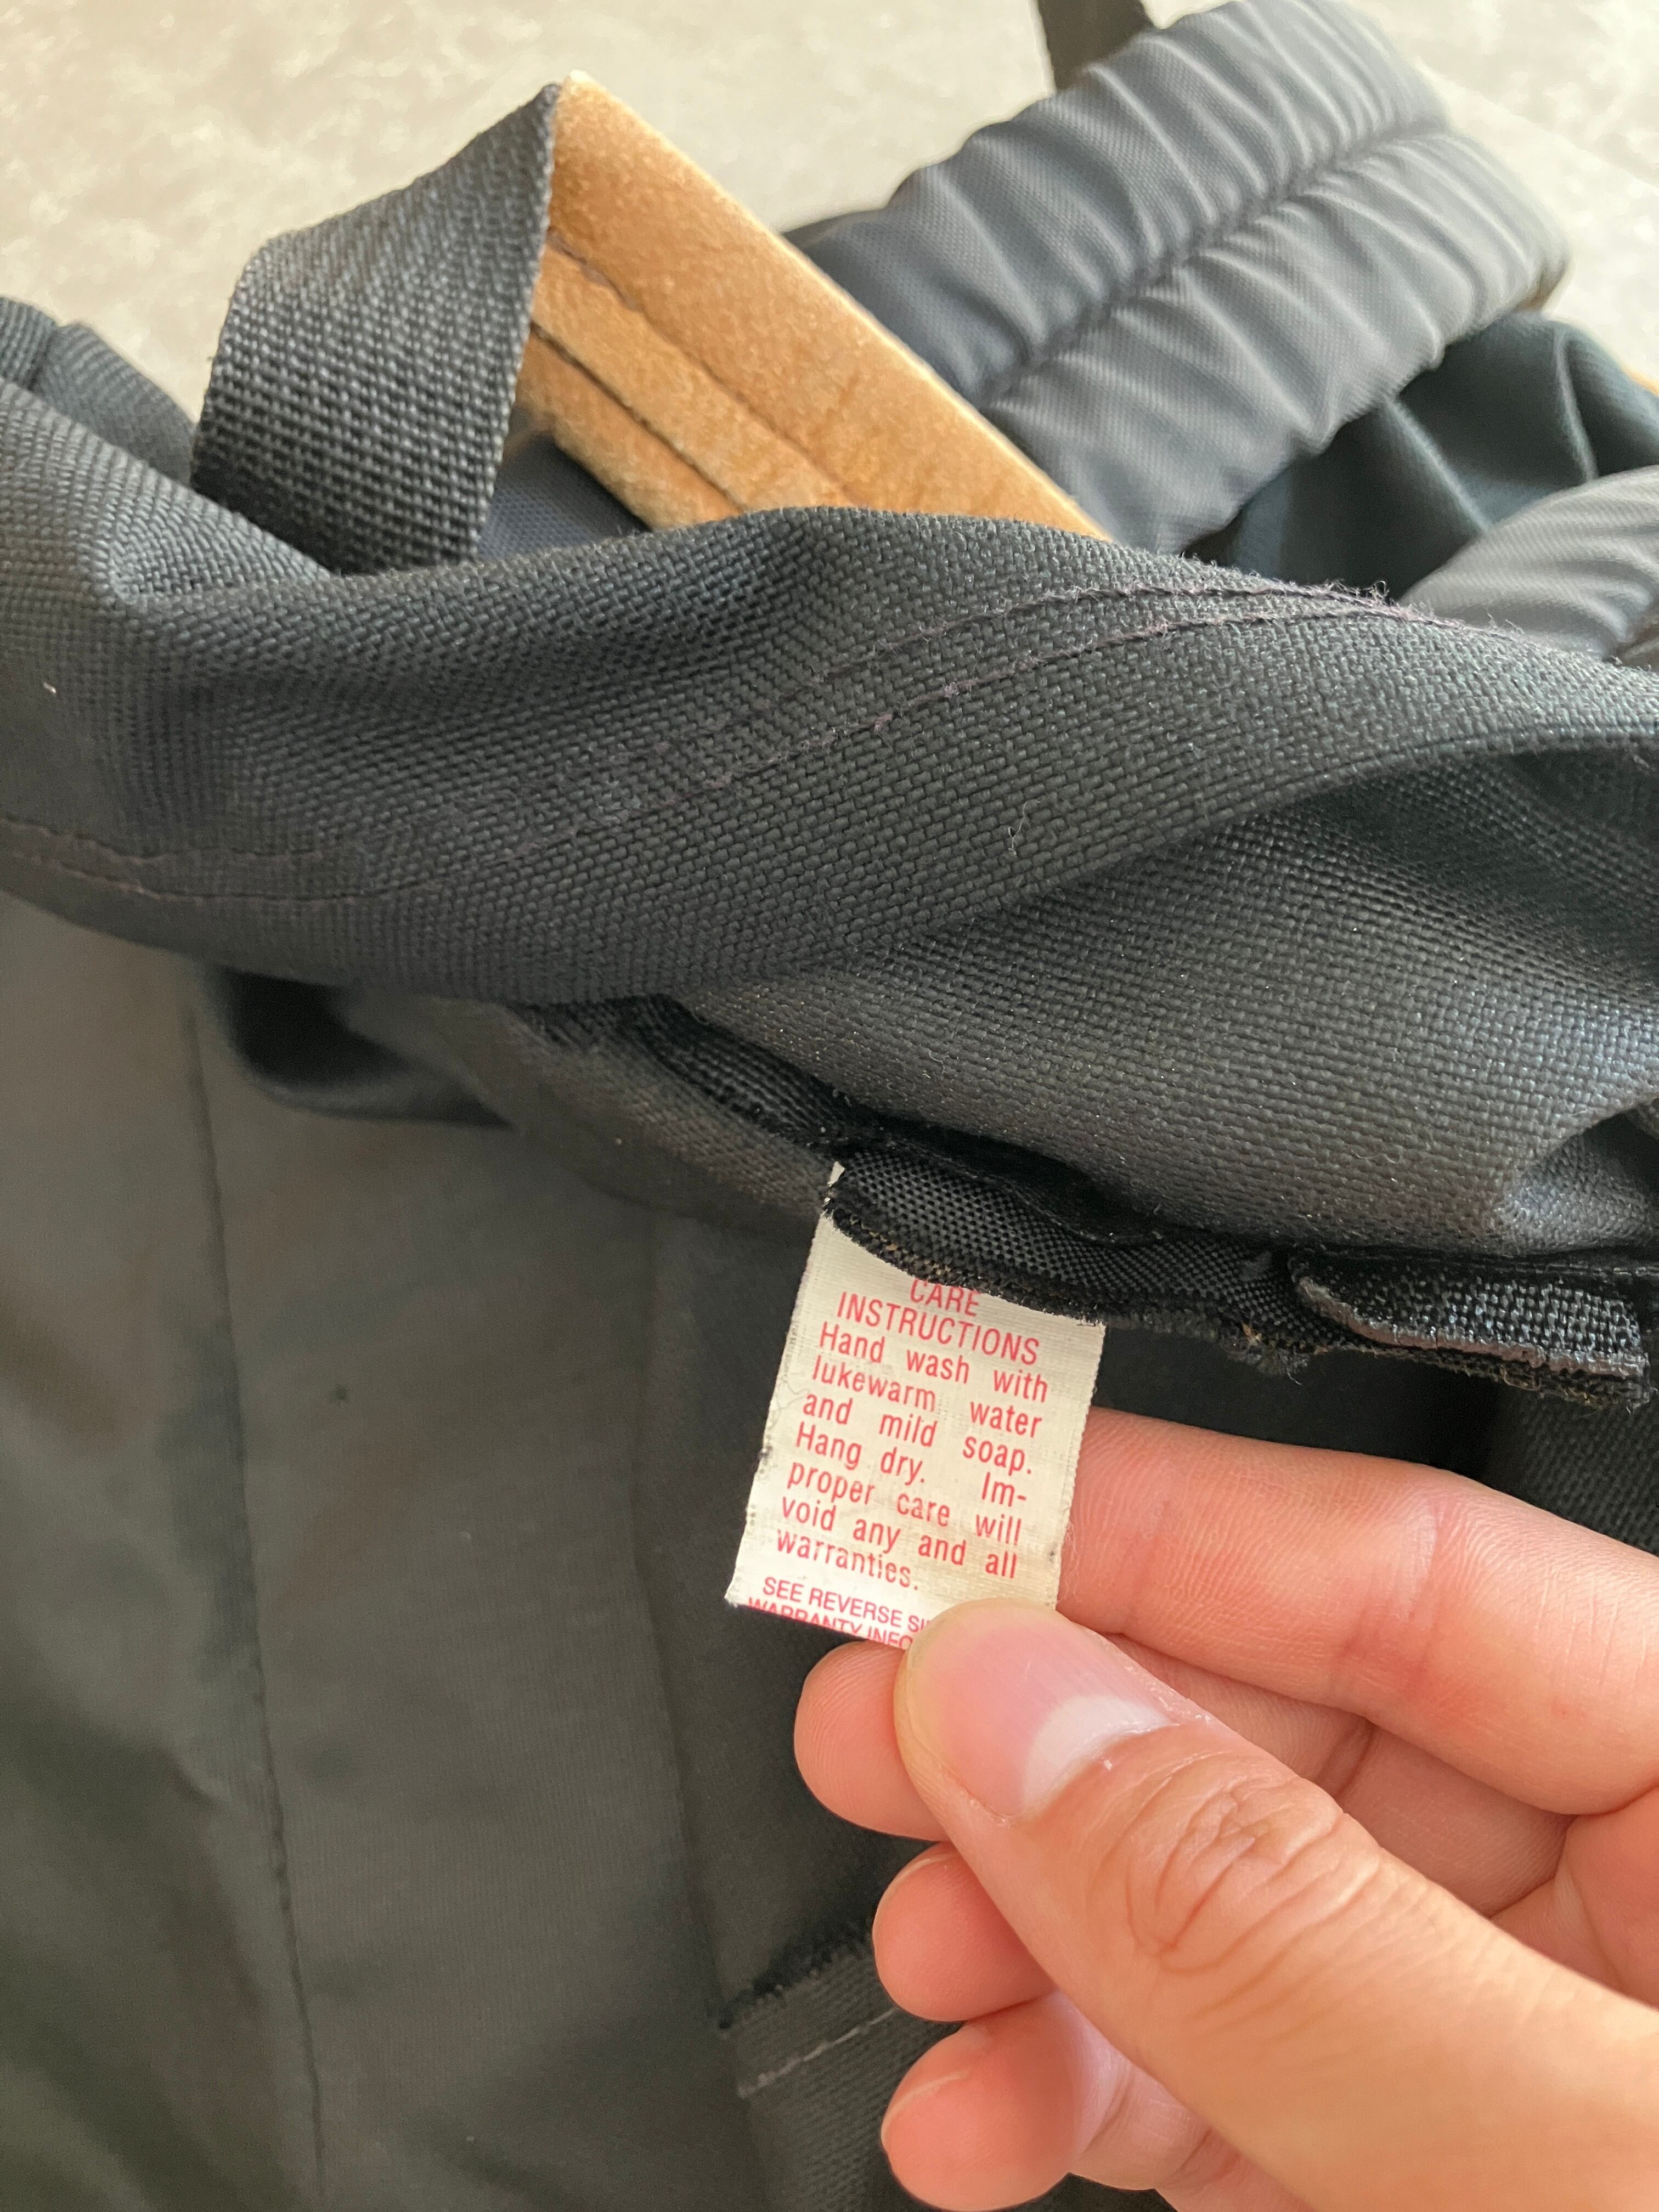 CARE
INSTRUCTIONS
Hand wash with
lukewarm water
and mild soap.
Hang dry. Im-
proper care will
void any and all
warranties.
SEE REVERSE
WARRANTY